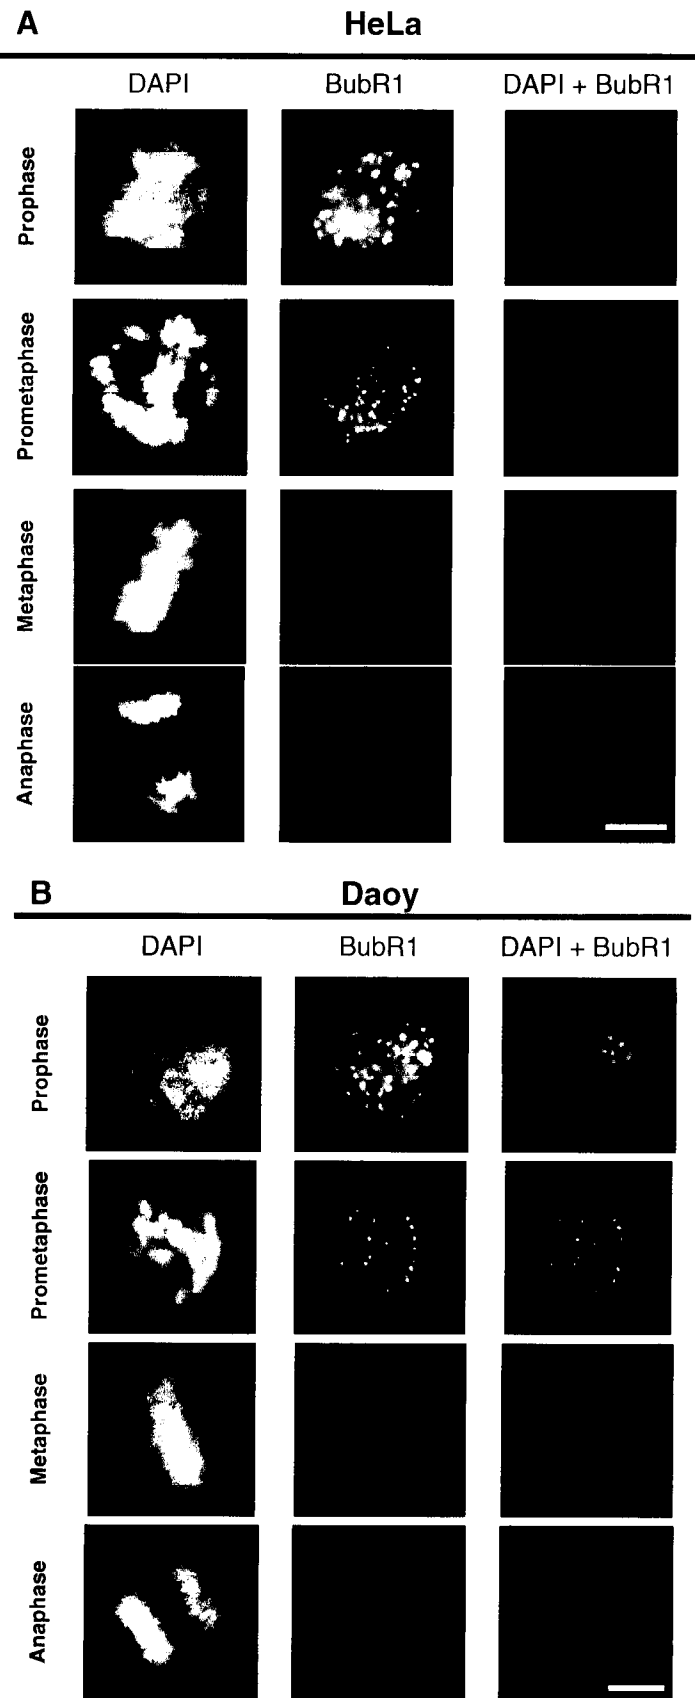 A HeLa
DAPI BubR1 DAPI + BubR1
Prophase
Prometaphase
Metaphase
Anaphase
B Daoy
DAPI BubR1 DAPI + BubR1
Prophase
Prometaphase
Metaphase
Anaphase